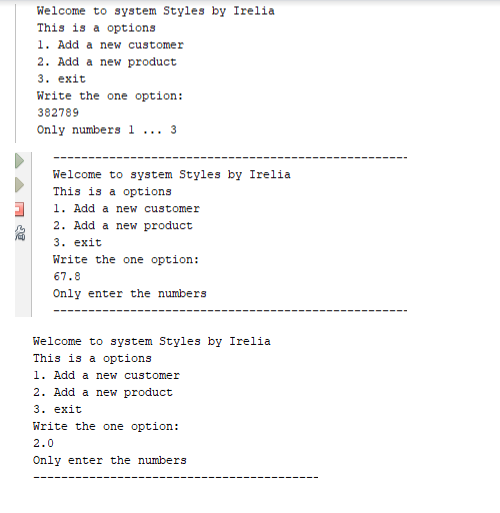 Welcome to system Styles by Irelia
This is a options
1. Add a new customer
2. Add a new product
3. exit
Write the one option:
382789
Only numbers 1 ... 3
---------------------------------------------------
Welcome to system Styles by Irelia
This is a options
1. Add a new customer
2. Add a new product
3. exit
Write the one option:
67.8
Only enter the numbers
---------------------------------------------------
Welcome to system Styles by Irelia
This is a options
1. Add a new customer
2. Add a new product
3. exit
Write the one option:
2.0
Only enter the numbers
-----------------------------------------